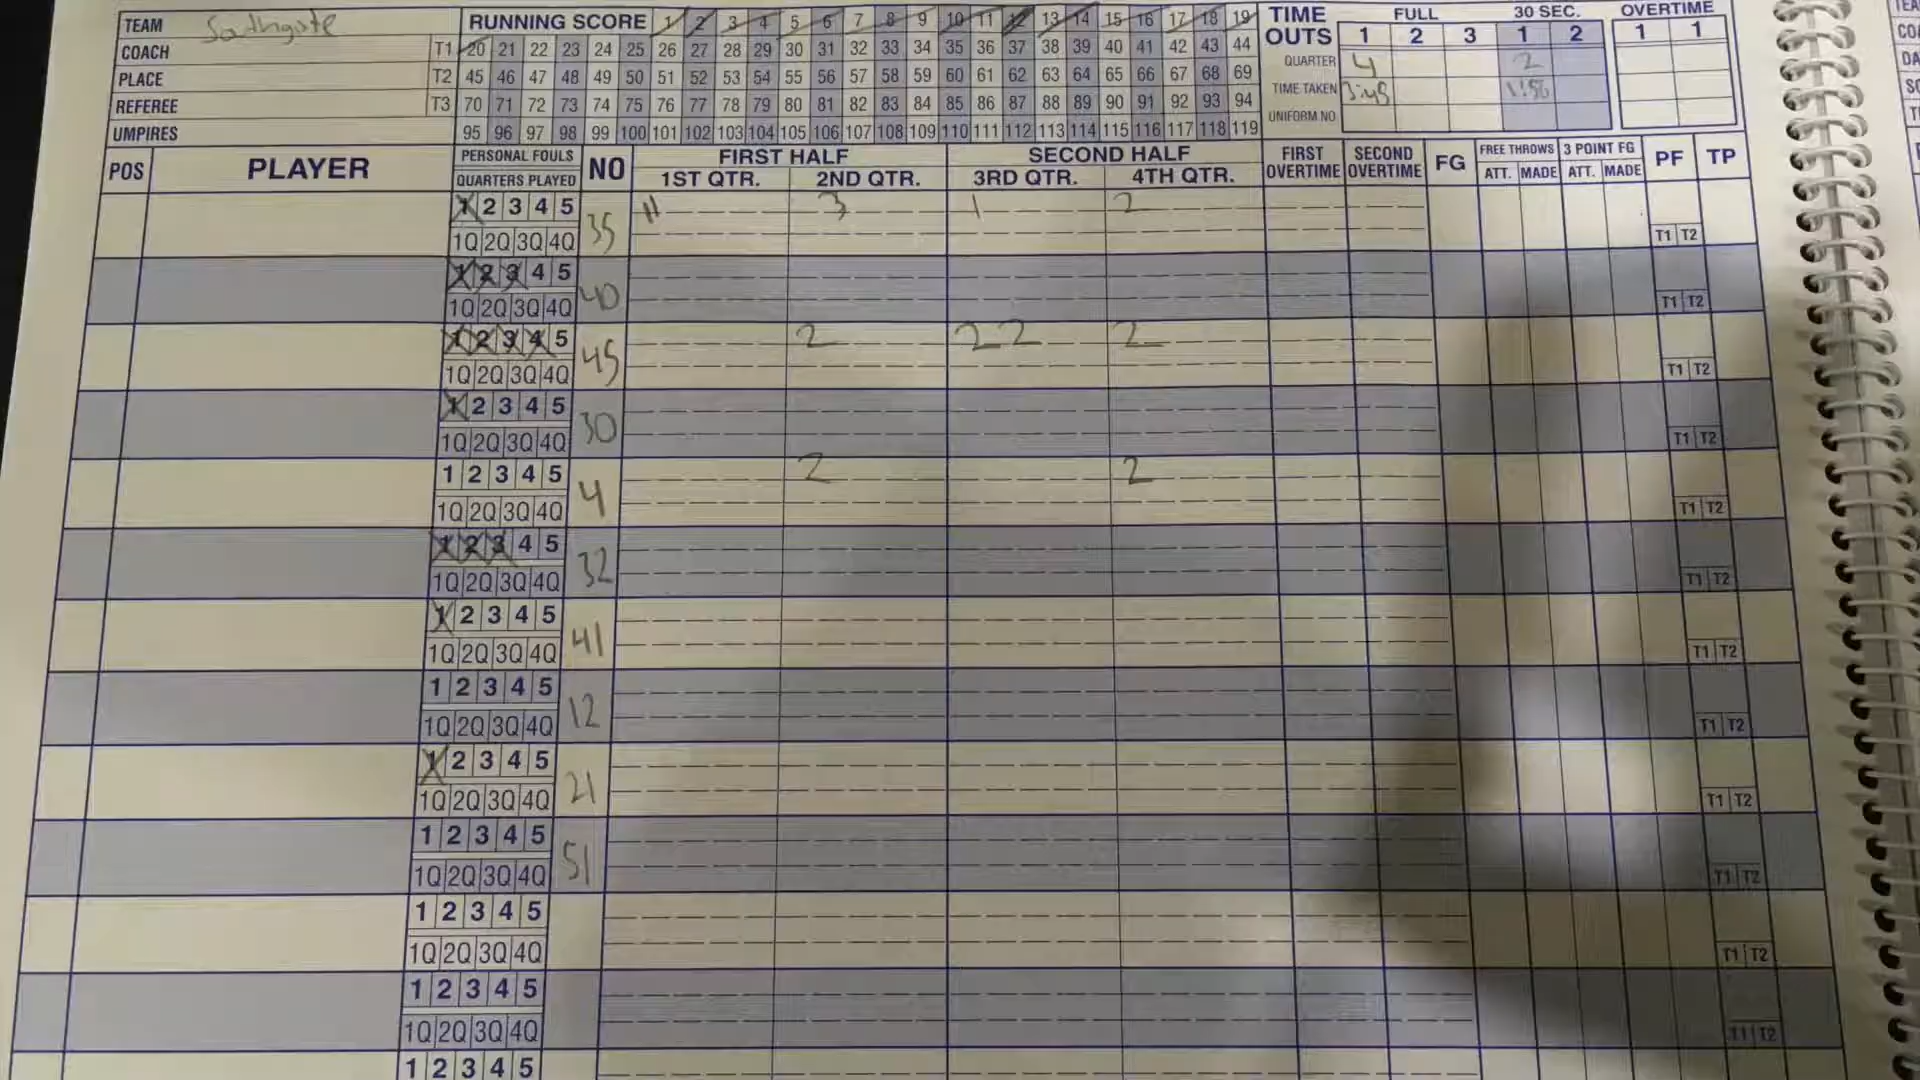 TEAM Southgate RUNNING SCORE 1 2 3 4 5 6 7 8 9 10 11 12 13 14 15 16 17 18 19 TIME OUTS FULL 30 SEC. OVERTIME
COACH T1 20 21 22 23 24 25 26 27 28 29 30 31 32 33 34 35 36 37 38 39 40 41 42 43 44 1 2 3 1 2 1 1
PLACE T2 45 46 47 48 49 50 51 52 53 54 55 56 57 58 59 60 61 62 63 64 65 66 67 68 69 QUARTER 4 2
REFEREE T3 70 71 72 73 74 75 76 77 78 79 80 81 82 83 84 85 86 87 88 89 90 91 92 93 94 TIME TAKEN 3:45 1:56
UMPIRES 95 96 97 98 99 100 101 102 103 104 105 106 107 108 109 110 111 112 113 114 115 116 117 118 119 UNIFORM NO
POS PLAYER PERSONAL FOULS NO FIRST HALF SECOND HALF FIRST OVERTIME SECOND OVERTIME FG FREE THROWS 3 POINT FG PF TP
QUARTERS PLAYED 1ST QTR. 2ND QTR. 3RD QTR. 4TH QTR. ATT. MADE ATT. MADE
1 2 3 4 5 35 11 3 1 2
1Q 2Q 3Q 4Q T1 T2
1 2 3 4 5 40
1Q 2Q 3Q 4Q T1 T2
1 2 3 4 5 45 2 2 2 2
1Q 2Q 3Q 4Q T1 T2
1 2 3 4 5 30
1Q 2Q 3Q 4Q T1 T2
1 2 3 4 5 4 2 2
1Q 2Q 3Q 4Q T1 T2
1 2 3 4 5 32
1Q 2Q 3Q 4Q T1 T2
1 2 3 4 5 41
1Q 2Q 3Q 4Q T1 T2
1 2 3 4 5 12
1Q 2Q 3Q 4Q T1 T2
1 2 3 4 5 21
1Q 2Q 3Q 4Q T1 T2
1 2 3 4 5 51
1Q 2Q 3Q 4Q T1 T2
1 2 3 4 5
1Q 2Q 3Q 4Q T1 T2
1 2 3 4 5
1Q 2Q 3Q 4Q T1 T2
1 2 3 4 5